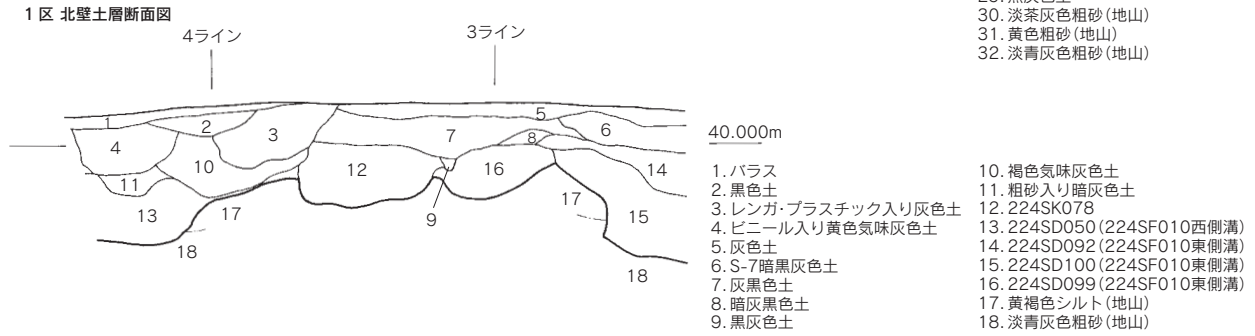 30. 淡茶灰色粗砂(地山)
31. 黄色粗砂(地山)
32. 淡青灰色粗砂(地山)
1区 北壁土層断面図
4ライン
3ライン
1
2
3
4
5
6
7
8
9
10
11
12
13
14
15
16
17
17
18
18
40.000m
1. バラス
2. 黒色土
3. レンガ・プラスチック入り灰色土
4. ビニール入り黄色気味灰色土
5. 灰色土
6. S-7暗黒灰色土
7. 灰黒色土
8. 暗灰黒色土
9. 黒灰色土
10. 褐色気味灰色土
11. 粗砂入り暗灰色土
12. 224SK078
13. 224SD050(224SF010西側溝)
14. 224SD092(224SF010東側溝)
15. 224SD100(224SF010東側溝)
16. 224SD099(224SF010東側溝)
17. 黄褐色シルト(地山)
18. 淡青灰色粗砂(地山)